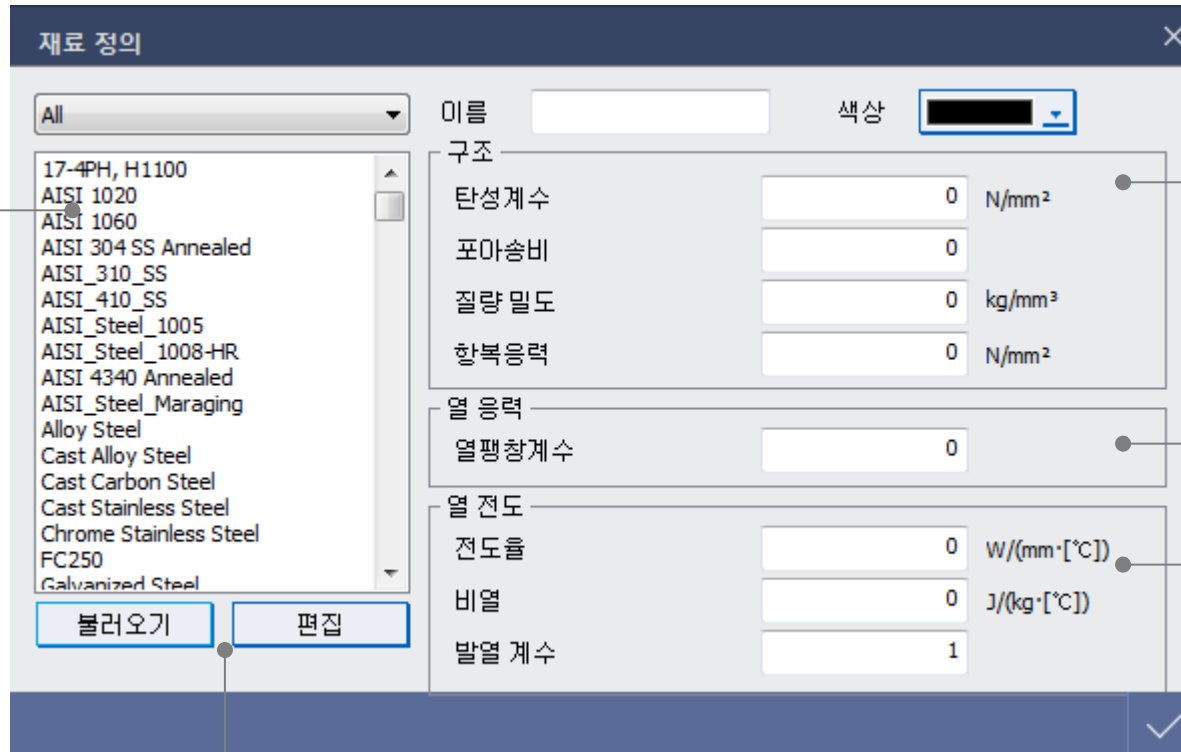 재료 정의
All
17-4PH, H1100
AISI 1020
AISI 1060
AISI 304 SS Annealed
AISI_310_SS
AISI_410_SS
AISI_Steel_1005
AISI_Steel_1008-HR
AISI 4340 Annealed
AISI_Steel_Maraging
Alloy Steel
Cast Alloy Steel
Cast Carbon Steel
Cast Stainless Steel
Chrome Stainless Steel
FC250
Galvanized Steel
불러오기 편집
이름 색상
구조
탄성계수 0 N/mm²
포아송비 0
질량 밀도 0 kg/mm³
항복응력 0 N/mm²
열 응력
열팽창계수 0
열 전도
전도율 0 W/(mm·[℃])
비열 0 J/(kg·[℃])
발열 계수 1